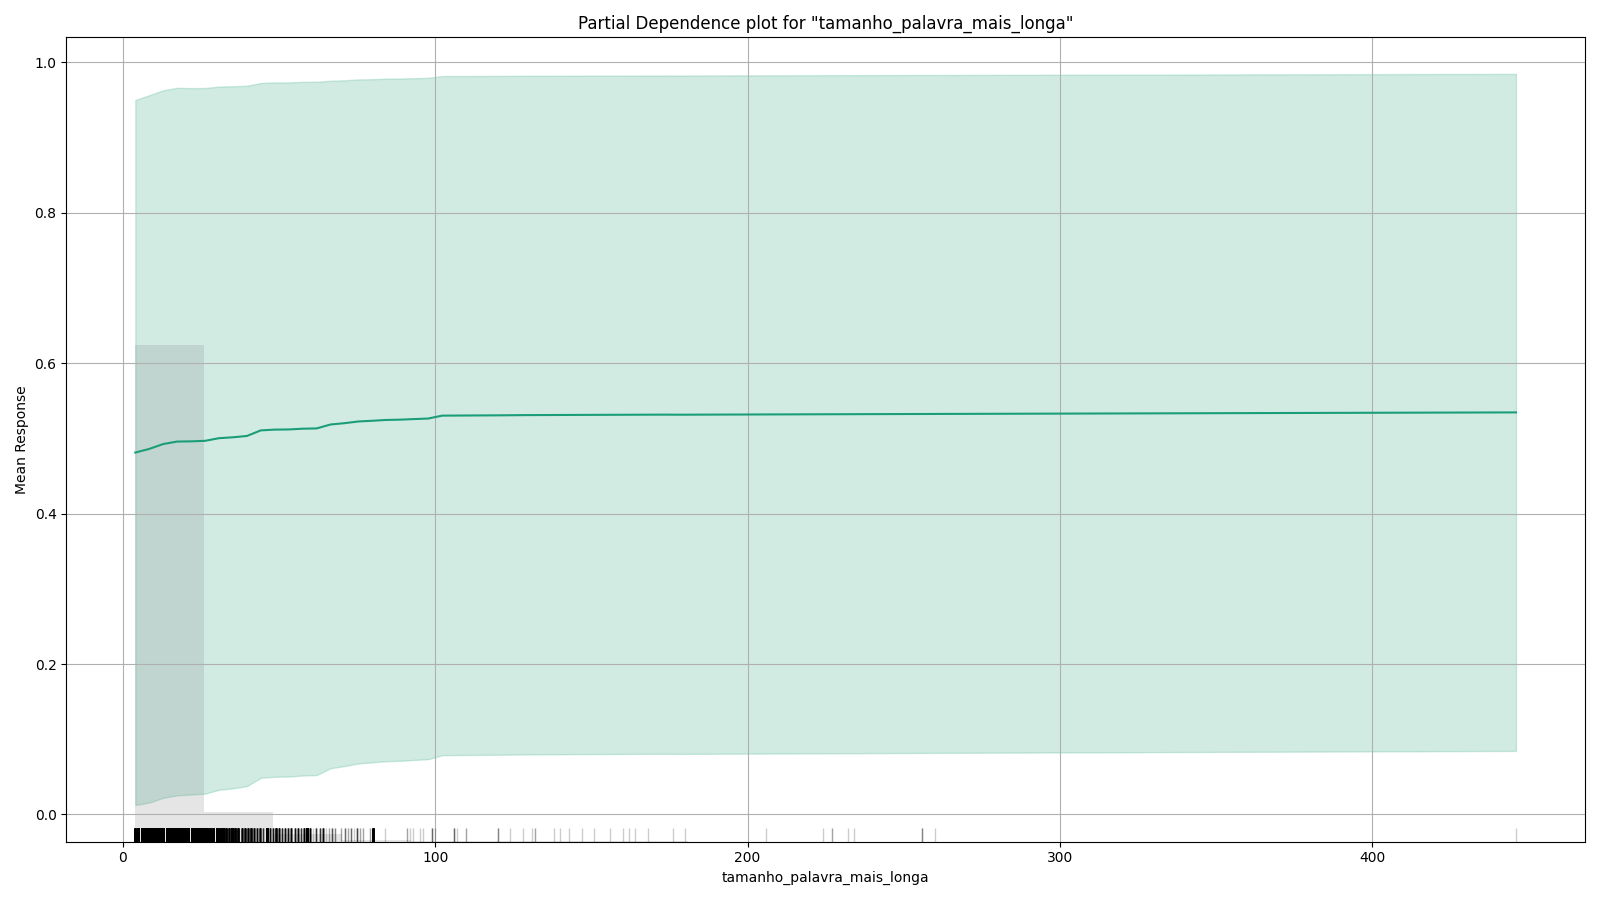 Partial Dependence plot for "tamanho_palavra_mais_longa"
1.0
0.8
0.6
0.4
0.2
0.0
Mean Response
0 100 200 300 400
tamanho_palavra_mais_longa